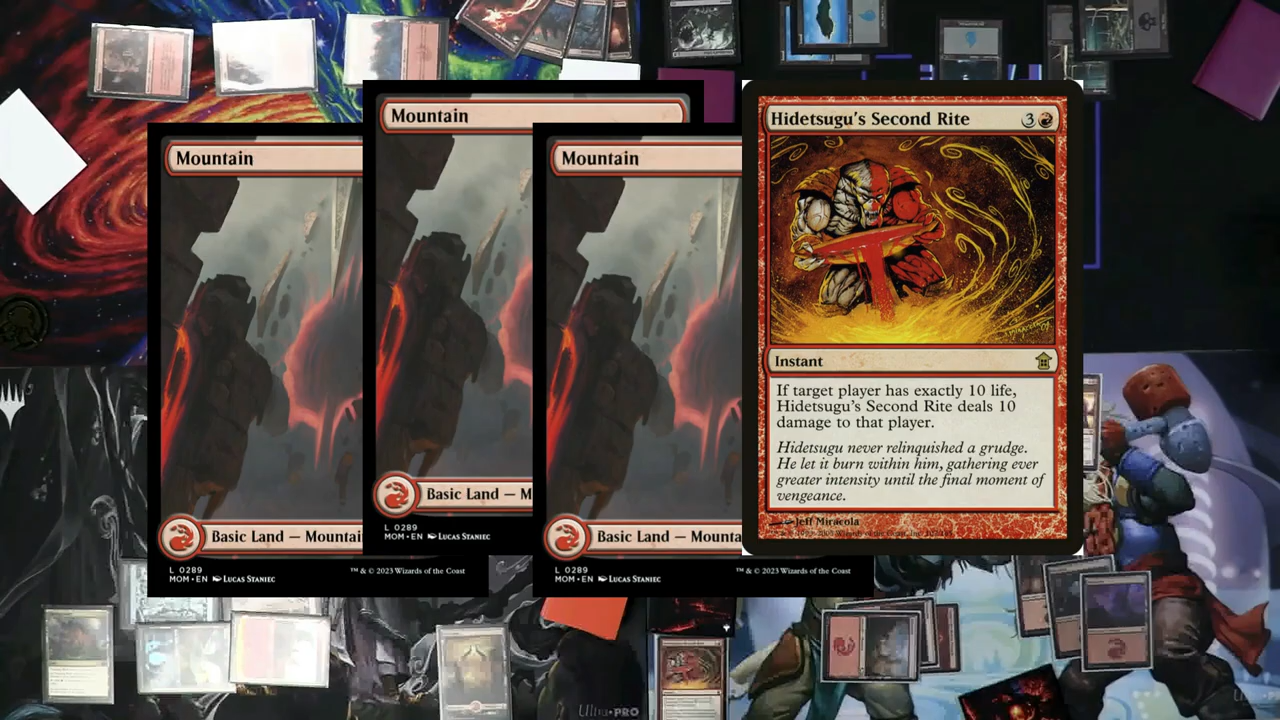 Mountain
Mountain
Mountain
Hidetsugu's Second Rite
3
Instant
If target player has exactly 10 life,
Hidetsugu's Second Rite deals 10
damage to that player.
Hidetsugu never relinquished a grudge.
He let it burn within him, gathering ever
greater intensity until the final moment of
vengeance.
Jeff Miracola
Basic Land — M
L 0289
MOM • EN Lucas Staniec
Basic Land — Mountai
L 0289
MOM • EN Lucas Staniec
™ & © 2023 Wizards of the Coast
Basic Land — Mounta
L 0289
MOM • EN Lucas Staniec
™ & © 2023 Wizards of the Coast
Ultra•PRO